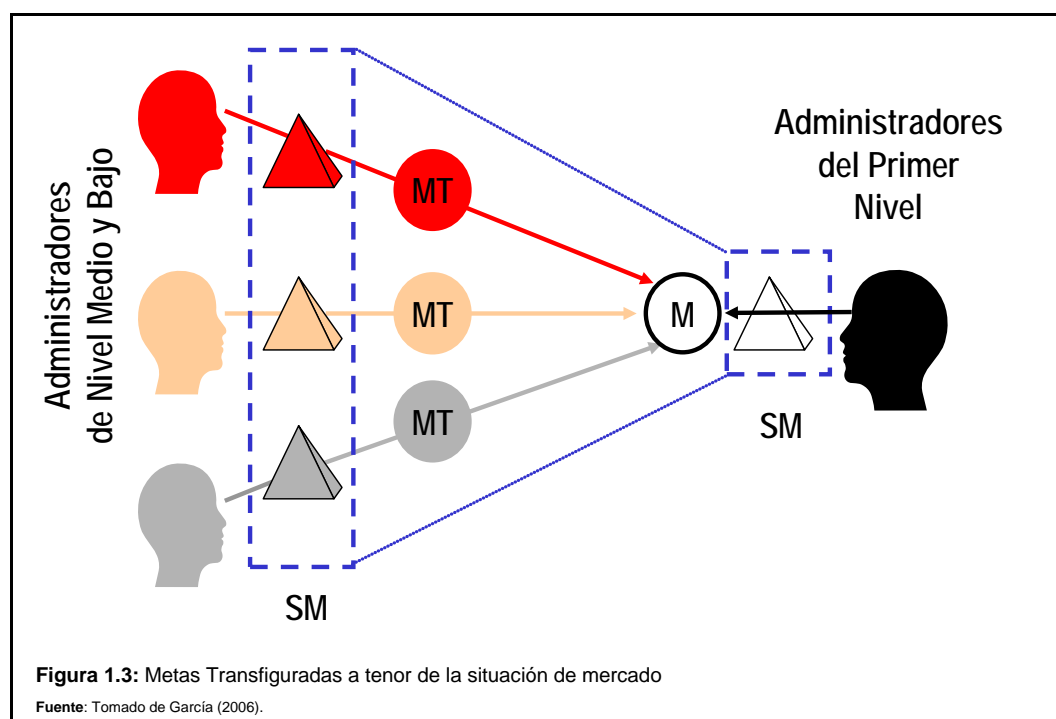 Administradores
de Nivel Medio y Bajo
MT
MT
MT
SM
M
Administradores
del Primer
Nivel
SM
Figura 1.3: Metas Transfiguradas a tenor de la situación de mercado
Fuente: Tomado de García (2006).